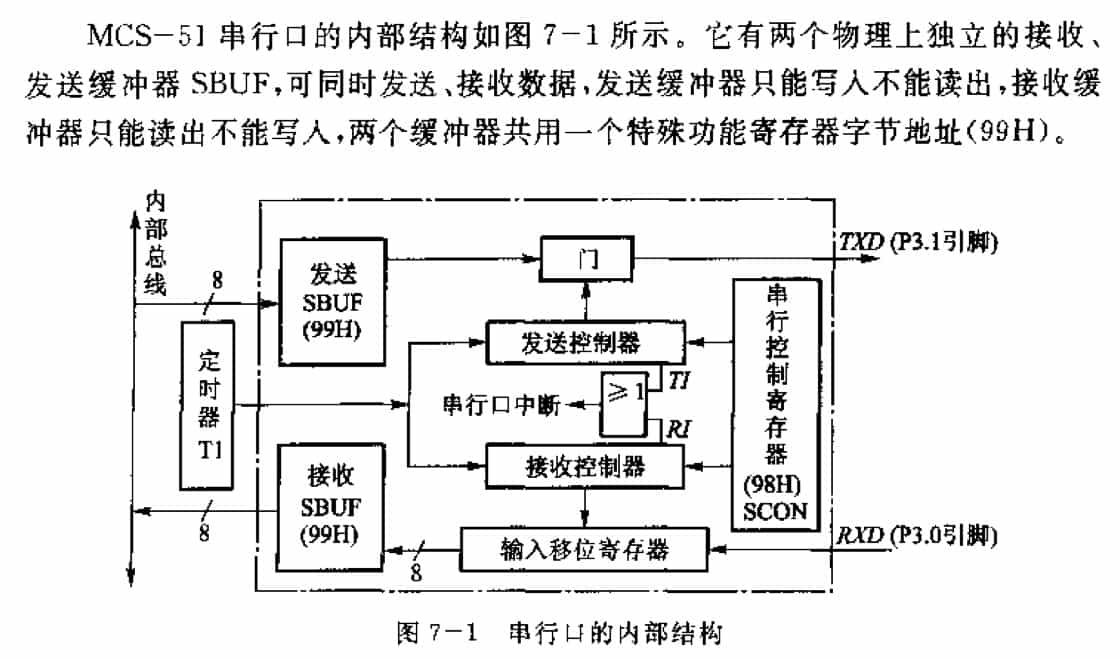 MCS-51 串行口的内部结构如图 7-1 所示。它有两个物理上独立的接收、
发送缓冲器 SBUF,可同时发送、接收数据,发送缓冲器只能写入不能读出,接收缓
冲器只能读出不能写入,两个缓冲器共用一个特殊功能寄存器字节地址(99H)。
内部总线
8
发送
SBUF
(99H)
门
TXD (P3.1引脚)
定时器
T1
发送控制器
TI
≥1
串行口中断
RI
接收控制器
串行控制寄存器
(98H)
SCON
接收
SBUF
(99H)
8
8
输入移位寄存器
RXD (P3.0引脚)
图 7-1 串行口的内部结构